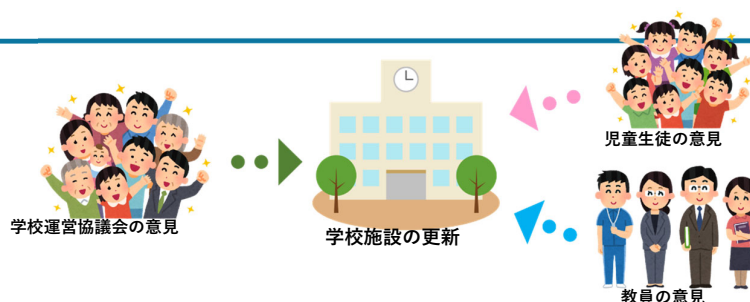 児童生徒の意見
学校運営協議会の意見
学校施設の更新
教員の意見